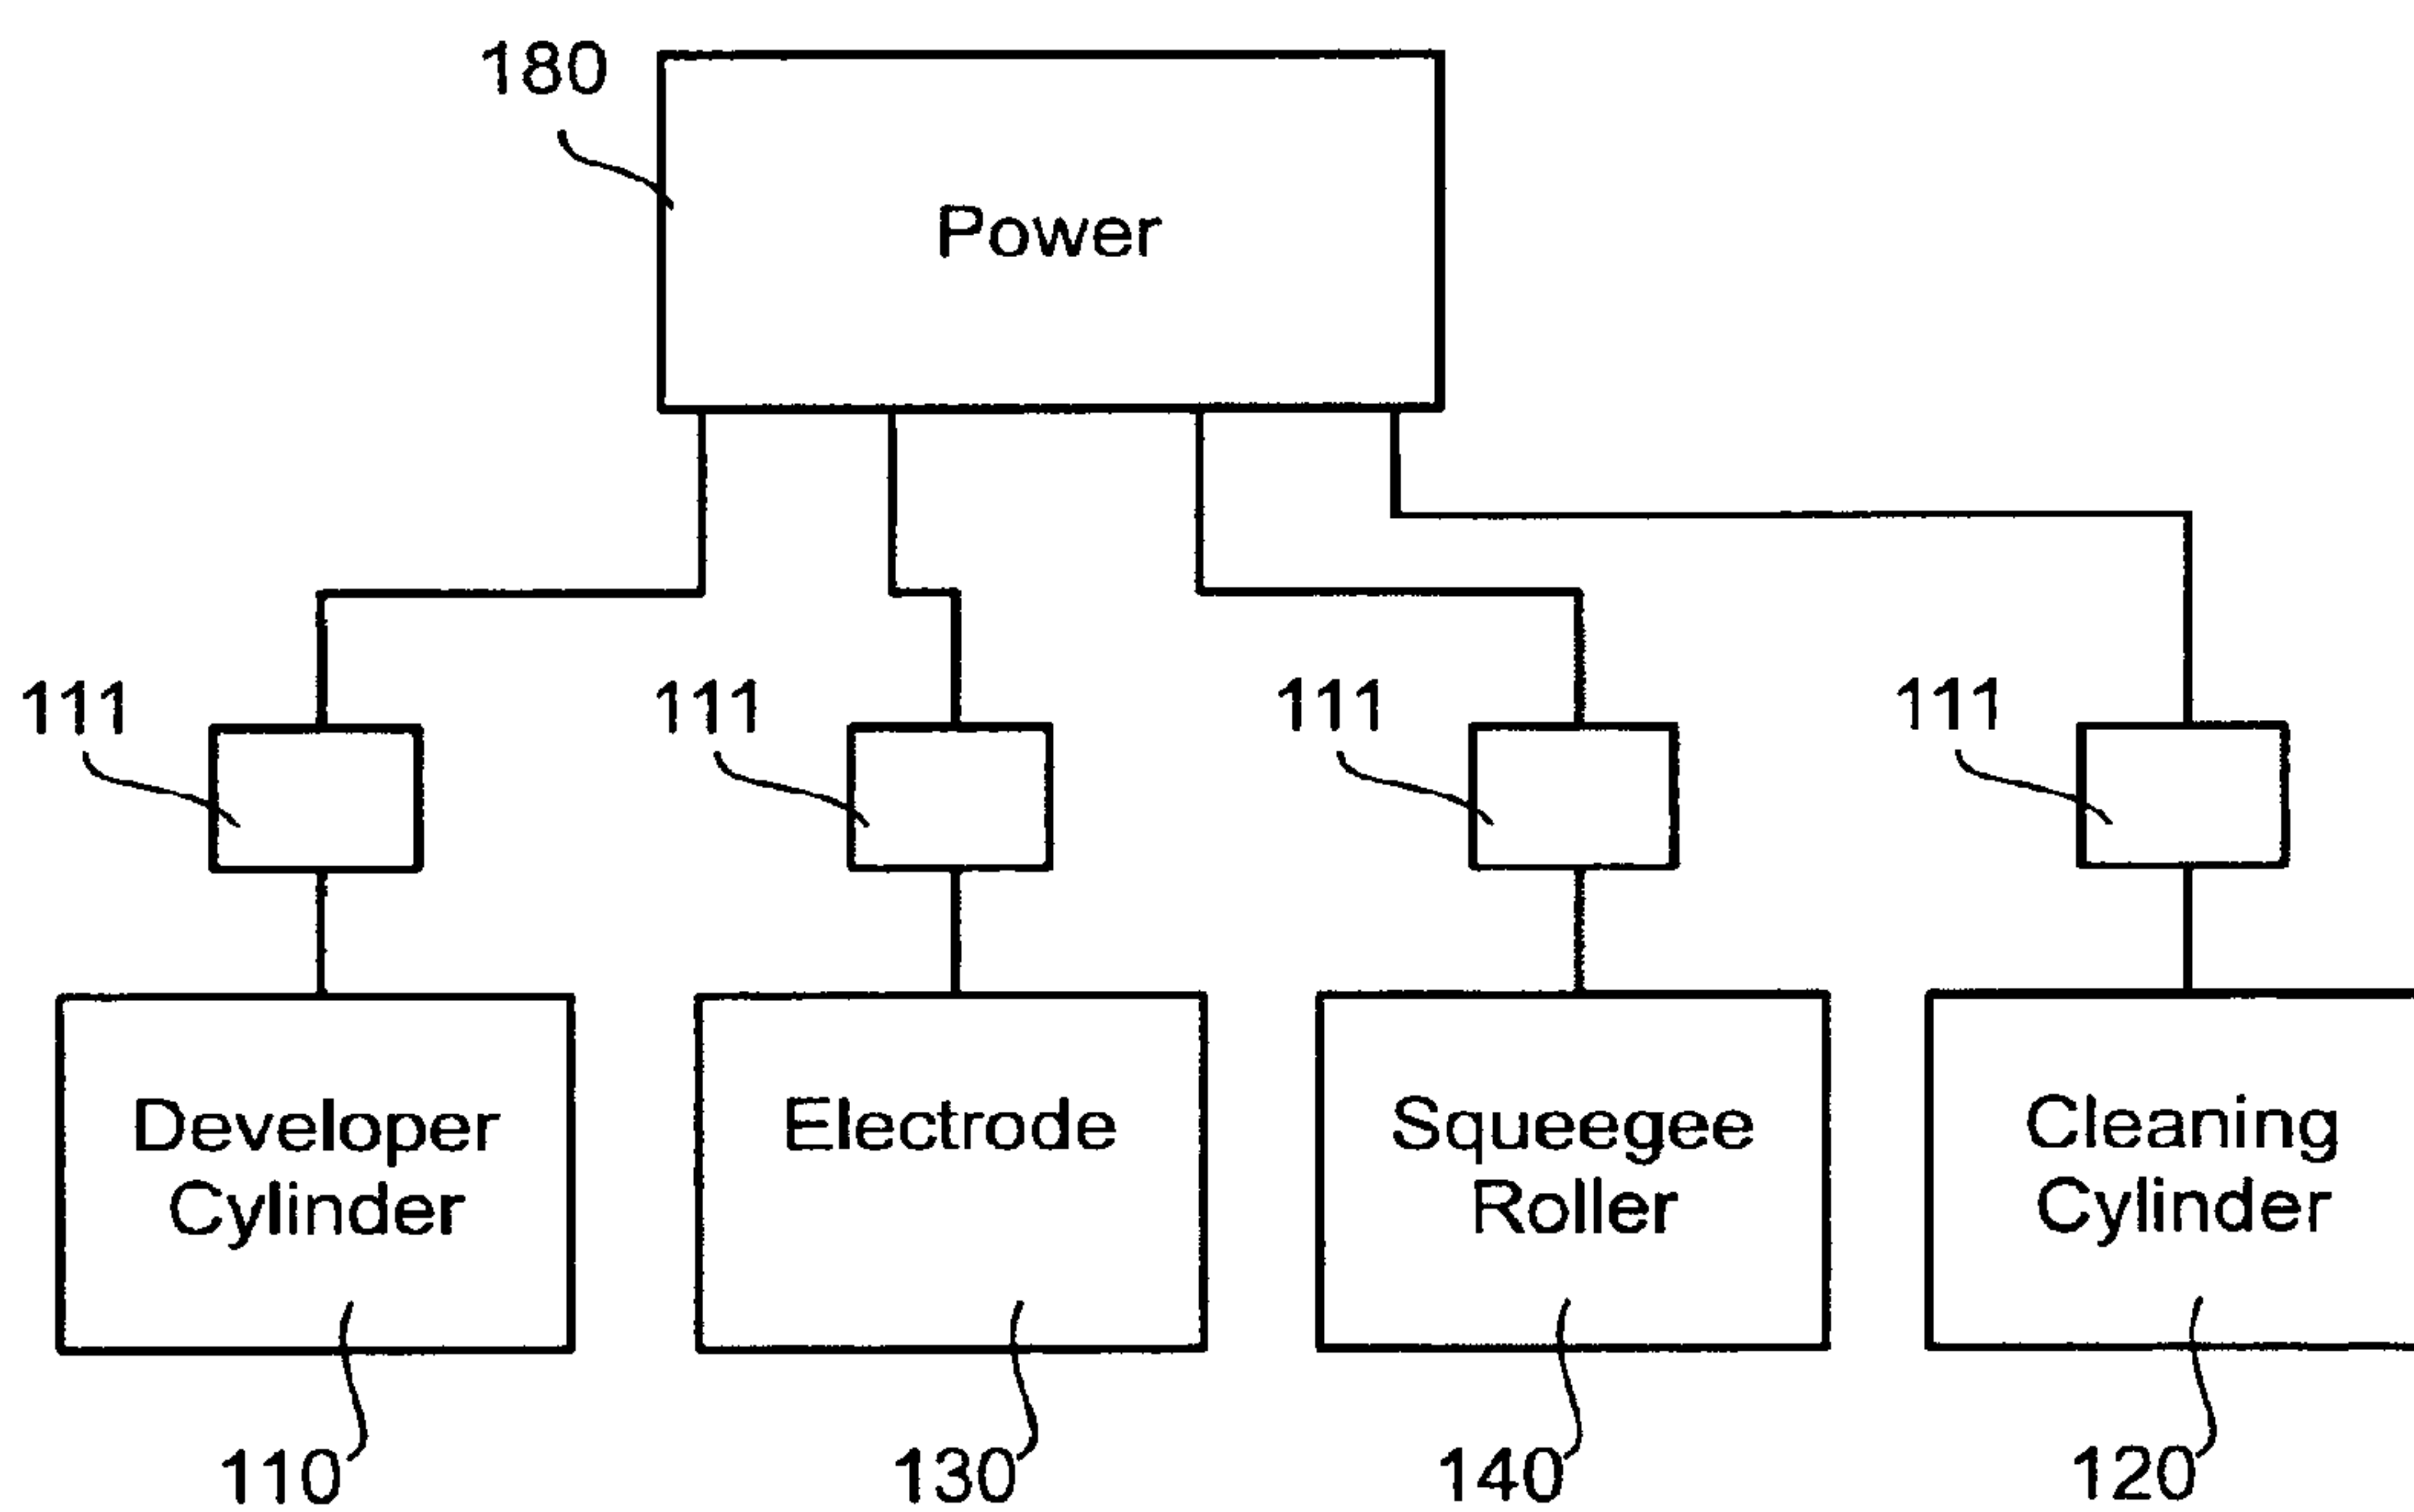 180
Power
111
111
111
111
Developer
Cylinder
Electrode
Squeegee
Roller
Cleaning
Cylinder
110
130
140
120